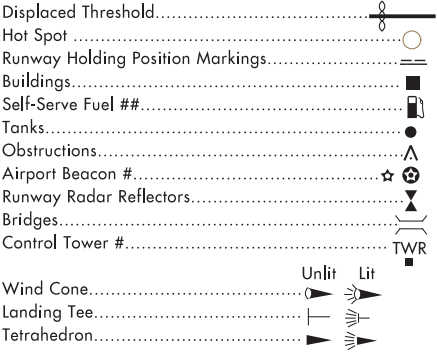 Displaced Threshold
Hot Spot
Runway Holding Position Markings
Buildings
Self-Serve Fuel ##
Tanks
Obstructions
Airport Beacon #
Runway Radar Reflectors
Bridges
Control Tower # TWR
Unlit Lit
Wind Cone
Landing Tee
Tetrahedron